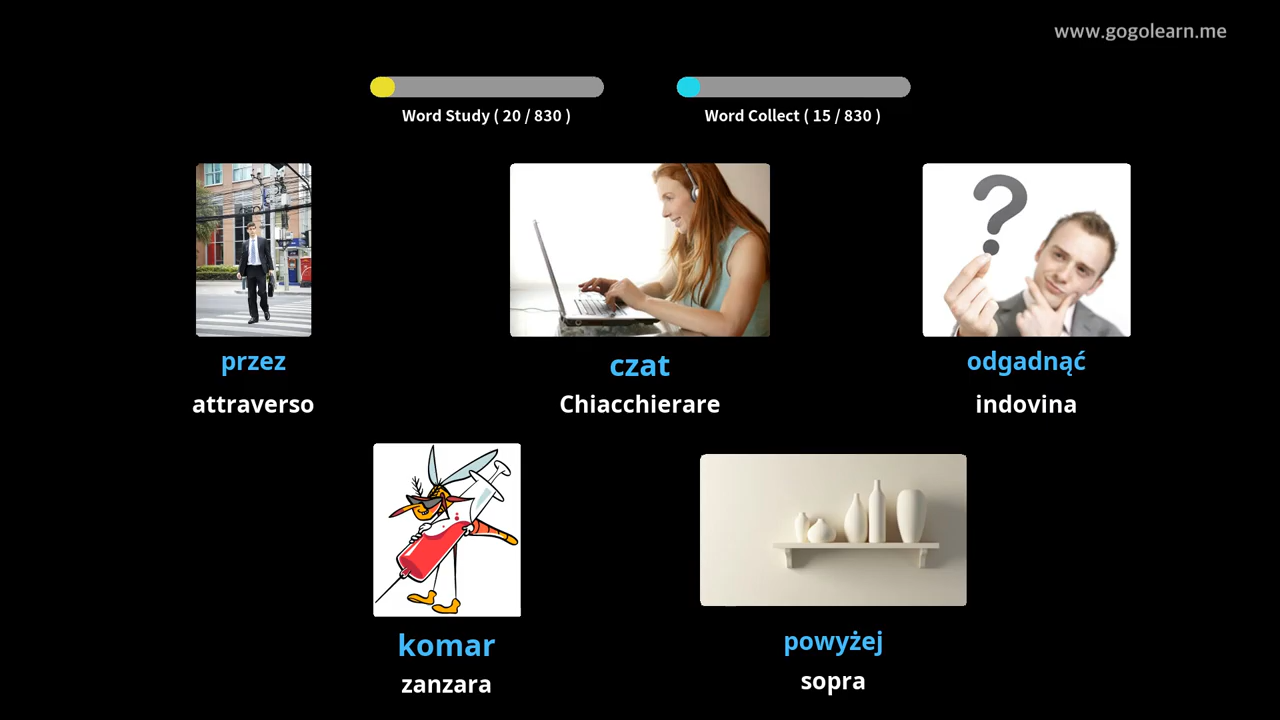 www.gogolearn.me
Word Study ( 20 / 830 )
Word Collect ( 15 / 830 )
przez
attraverso
czat
Chiacchierare
odgadnąć
indovina
komar
zanzara
powyżej
sopra